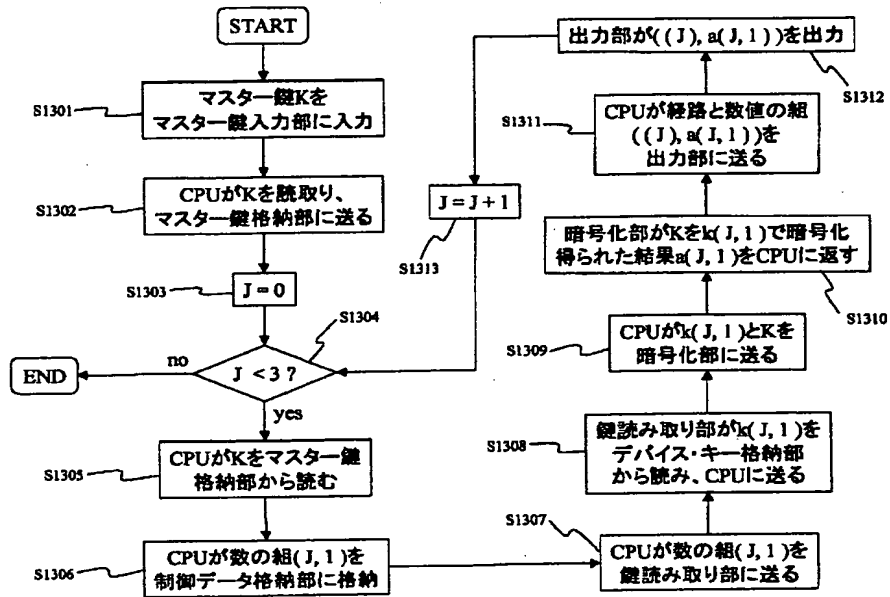 START
S1301
マスター鍵Kを
マスター鍵入力部に入力
S1302
CPUがKを読取り、
マスター鍵格納部に送る
S1303
J=0
S1304
J <3 ?
no
END
yes
S1305
CPUがKをマスター鍵
格納部から読む
S1306
CPUが数の組(J, 1)を
制御データ格納部に格納
S1307
CPUが数の組(J, 1)を
鍵読み取り部に送る
S1308
鍵読み取り部がk(J, 1)を
デバイス・キー格納部
から読み、CPUに送る
S1309
CPUがk(J, 1)とKを
暗号化部に送る
暗号化部がKをk(J, 1)で暗号化
得られた結果a(J, 1)をCPUに返す
S1310
S1311
CPUが経路と数値の組
((J), a(J, 1))を
出力部に送る
出力部が((J), a(J, 1))を出力
S1312
J=J+1
S1313